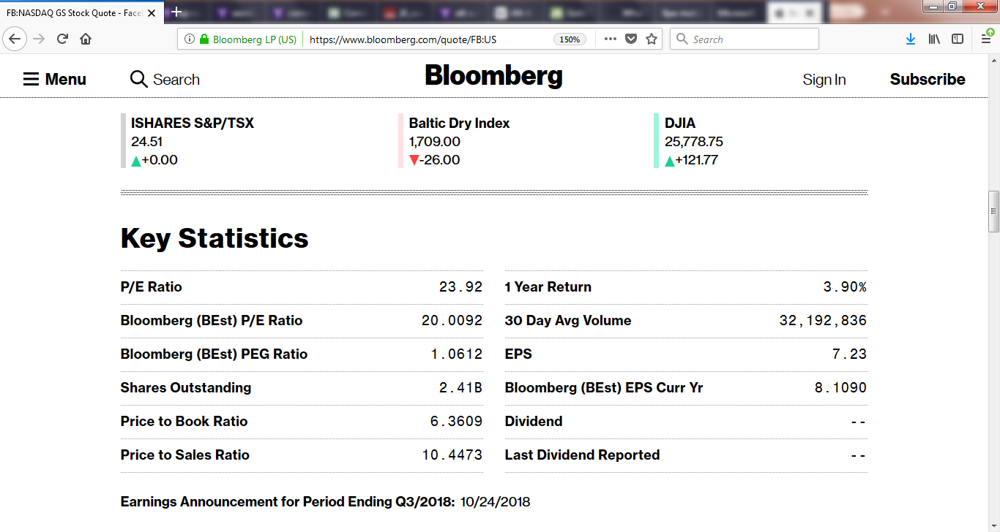 FB:NASDAQ GS Stock Quote - Facel
Bloomberg LP (US) https://www.bloomberg.com/quote/FB:US 150% Search
Menu Search Bloomberg Sign In Subscribe
ISHARES S&P/TSX Baltic Dry Index DJIA
24.51 1,709.00 25,778.75
▲+0.00 ▼-26.00 ▲+121.77
Key Statistics
P/E Ratio 23.92 1 Year Return 3.90%
Bloomberg (BEst) P/E Ratio 20.0092 30 Day Avg Volume 32,192,836
Bloomberg (BEst) PEG Ratio 1.0612 EPS 7.23
Shares Outstanding 2.41B Bloomberg (BEst) EPS Curr Yr 8.1090
Price to Book Ratio 6.3609 Dividend --
Price to Sales Ratio 10.4473 Last Dividend Reported --
Earnings Announcement for Period Ending Q3/2018: 10/24/2018